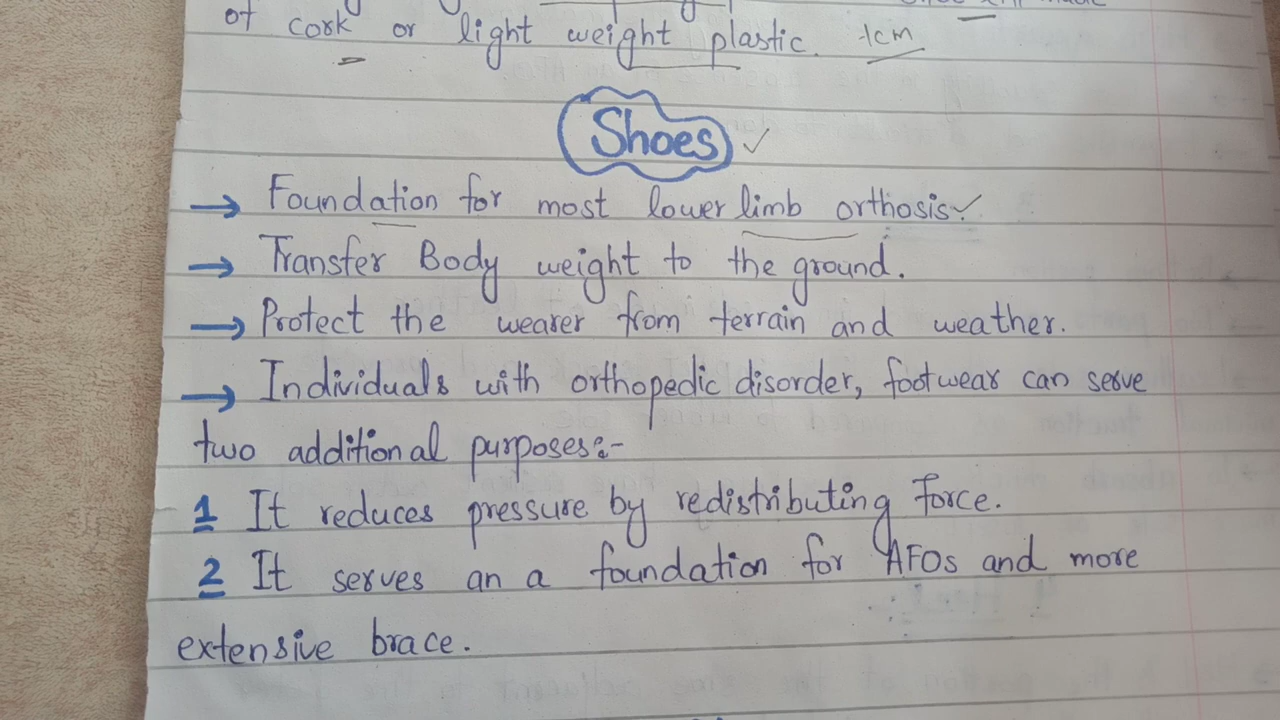 of cork or light weight plastic. 1cm
Shoes ✓
→ Foundation for most lower limb orthosis ✓
→ Transfer Body weight to the ground.
→ Protect the wearer from terrain and weather.
→ Individuals with orthopedic disorder, footwear can serve
two additional purposes:-
1 It reduces pressure by redistributing force.
2 It serves an a foundation for AFOs and more
extensive brace.